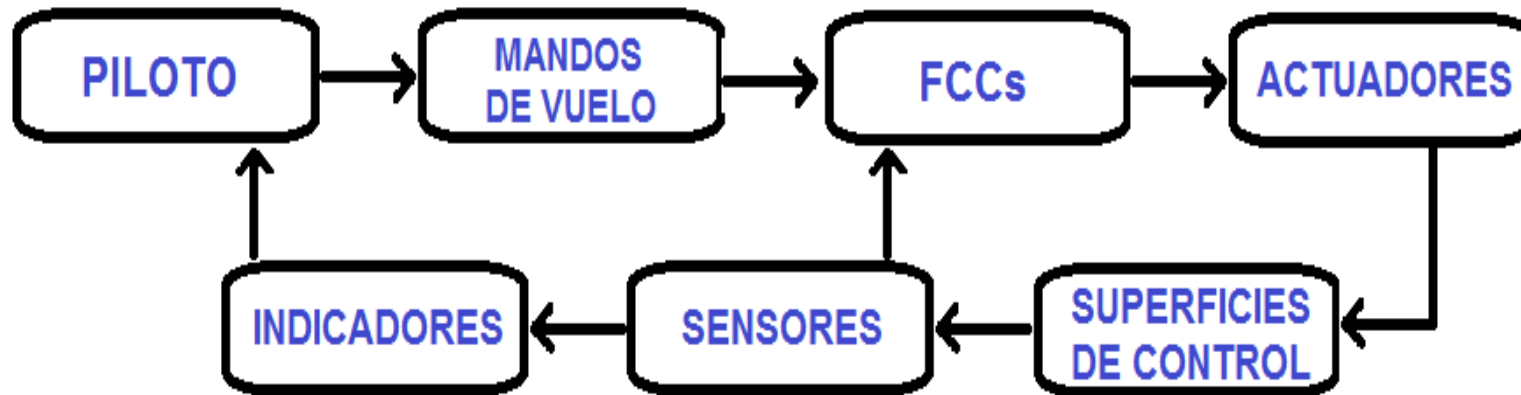 PILOTO
MANDOS
DE VUELO
FCCs
ACTUADORES
INDICADORES
SENSORES
SUPERFICIES
DE CONTROL